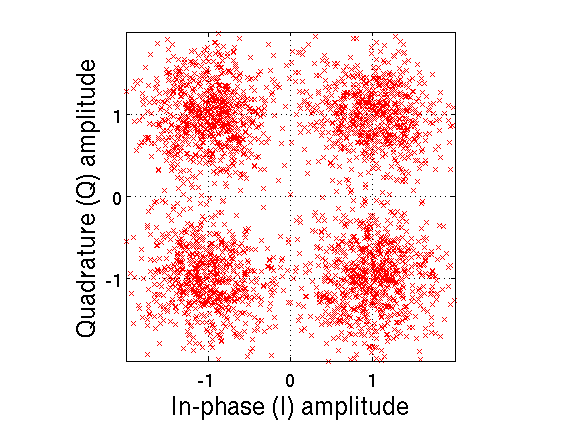 Quadrature (Q) amplitude
1
0
-1
-1 0 1
In-phase (I) amplitude